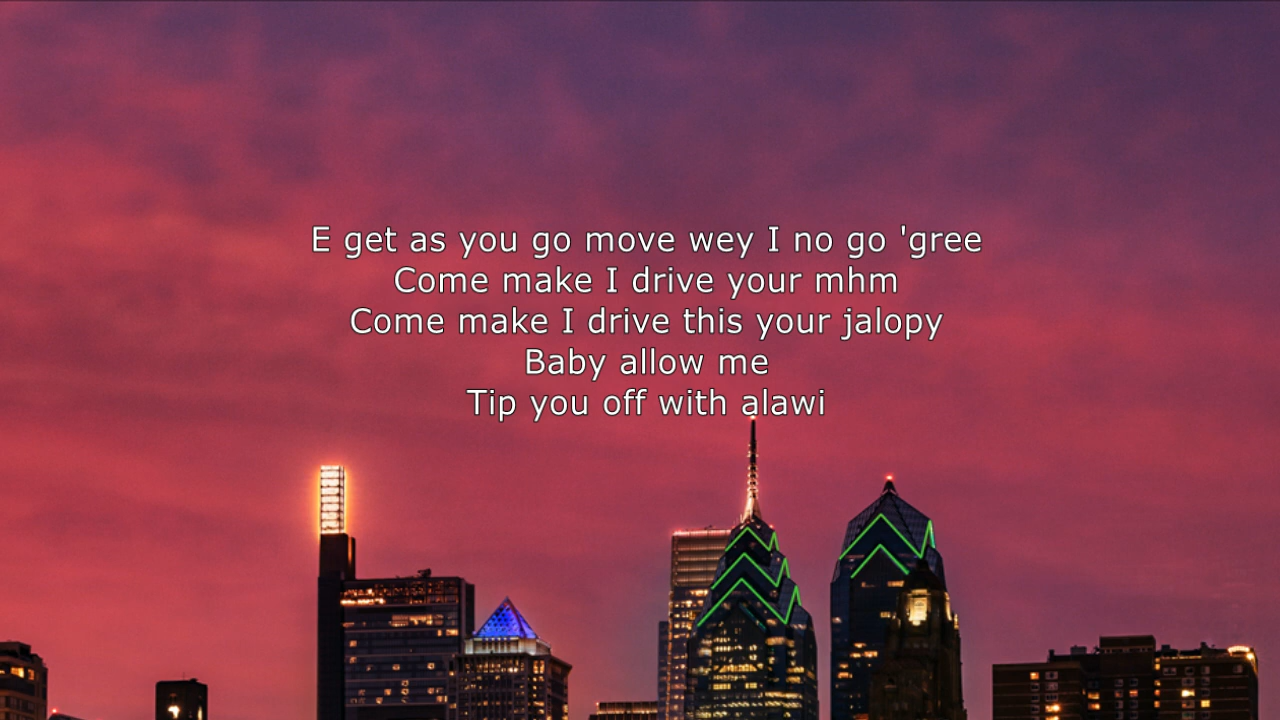 E get as you go move wey I no go 'gree
Come make I drive your mhm
Come make I drive this your jalopy
Baby allow me
Tip you off with alawi